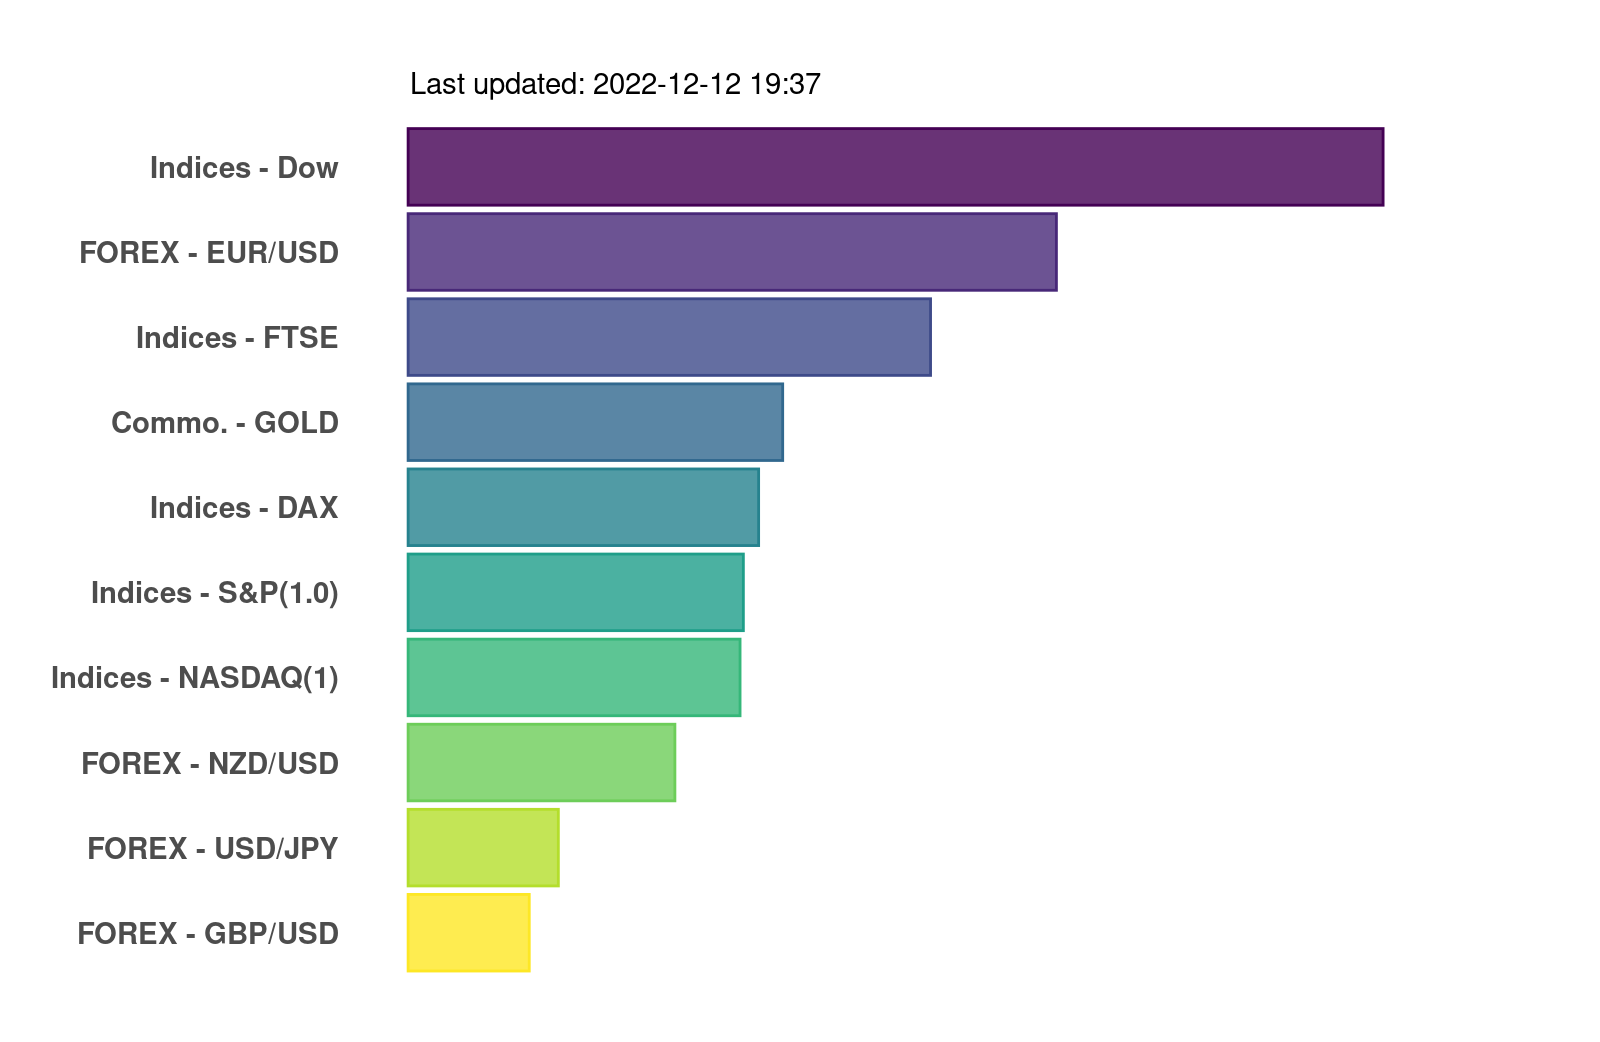 Last updated: 2022-12-12 19:37
Indices - Dow
FOREX - EUR/USD
Indices - FTSE
Commo. - GOLD
Indices - DAX
Indices - S&P(1.0)
Indices - NASDAQ(1)
FOREX - NZD/USD
FOREX - USD/JPY
FOREX - GBP/USD